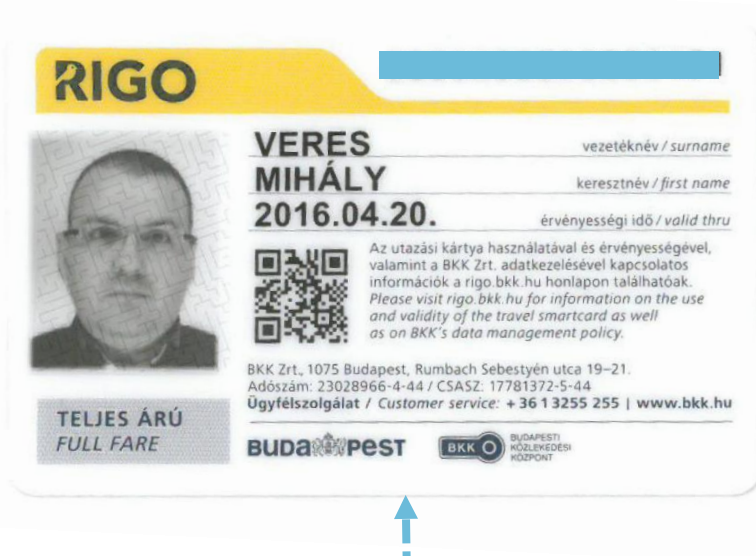 RIGO
VERES
vezetéknév / surname
MIHÁLY
keresztnév / first name
2016.04.20.
érvényességi idő / valid thru
Az utazási kártya használatával és érvényességével,
valamint a BKK Zrt. adatkezelésével kapcsolatos
információk a rigo.bkk.hu honlapon találhatóak.
Please visit rigo.bkk.hu for information on the use
and validity of the travel smartcard as well
as on BKK's data management policy.
BKK Zrt., 1075 Budapest, Rumbach Sebestyén utca 19–21.
Adószám: 23028966-4-44 / CSASZ: 17781372-5-44
Ügyfélszolgálat / Customer service: + 36 1 3255 255 | www.bkk.hu
TELJES ÁRÚ
FULL FARE
BUDAPEST
BKK
BUDAPESTI
KÖZLEKEDÉSI
KÖZPONT